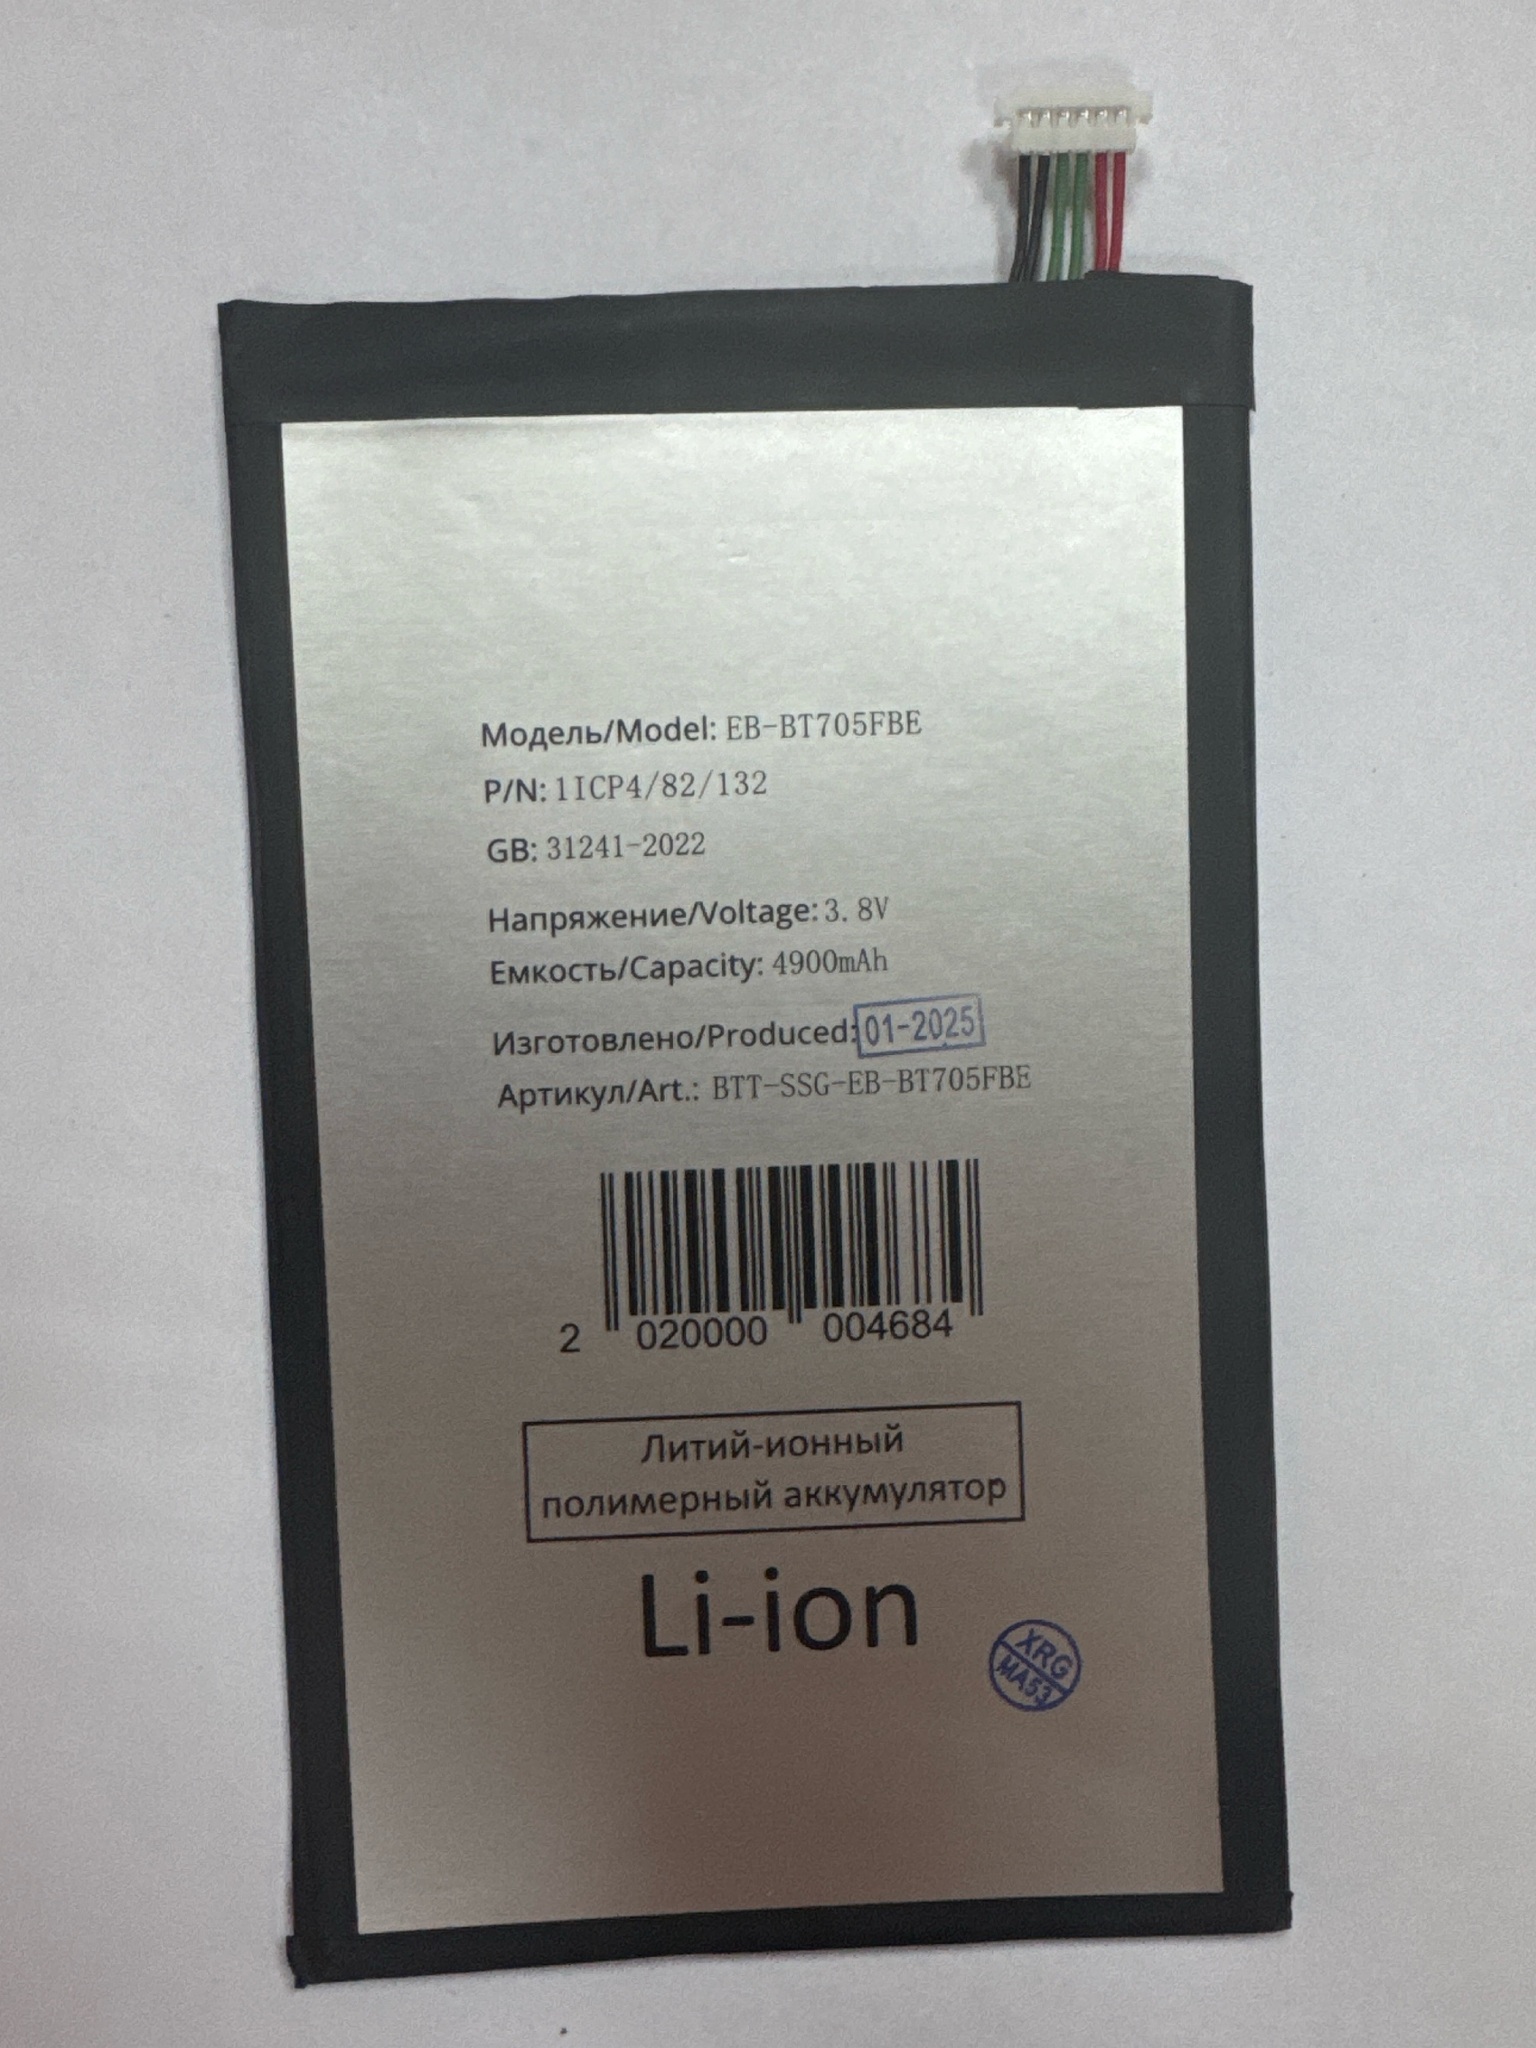 Модель/Model: EB-BT705FBE
P/N: 1ICP4/82/132
GB: 31241-2022
Напряжение/Voltage: 3.8V
Емкость/Capacity: 4900mAh
Изготовлено/Produced: 01-2025
Артикул/Art.: BTT-SSG-EB-BT705FBE
2 020000 004684
Литий-ионный
полимерный аккумулятор
Li-ion
XRG
MA53